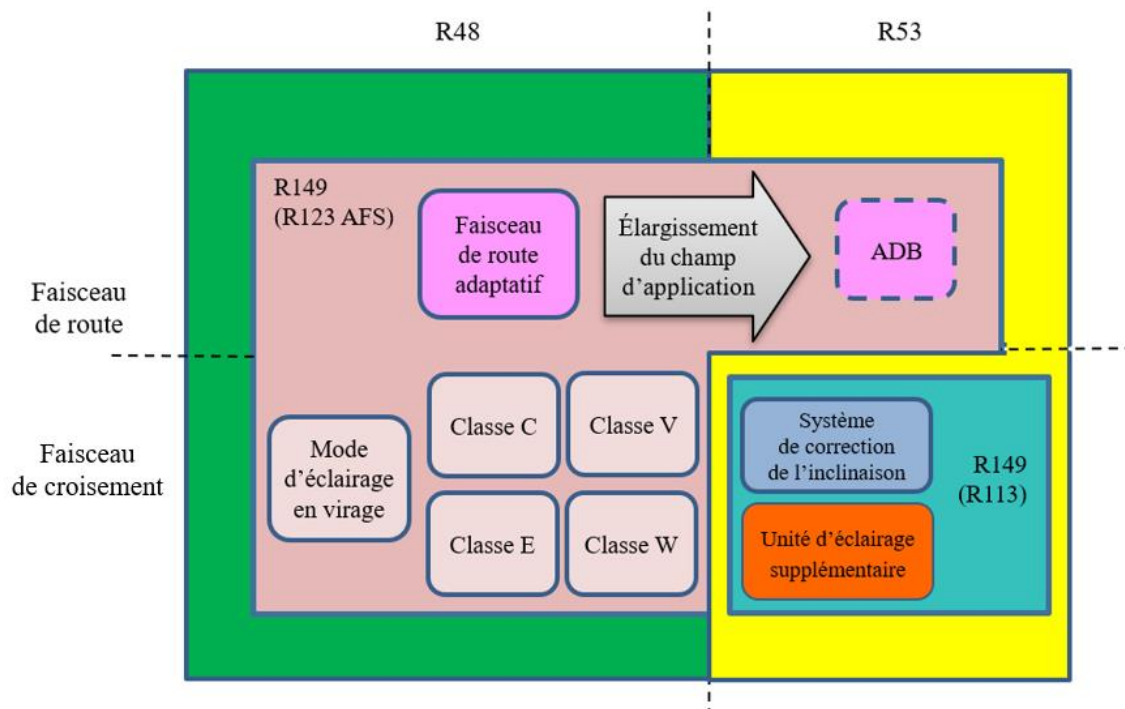 R48
R53
R149
(R123 AFS)
Faisceau
de route
adaptatif
Élargissement
du champ
d’application
ADB
Faisceau
de route
Faisceau
de croisement
Mode
d’éclairage
en virage
Classe C
Classe V
Classe E
Classe W
Système
de correction
de l’inclinaison
R149
(R113)
Unité d’éclairage
supplémentaire